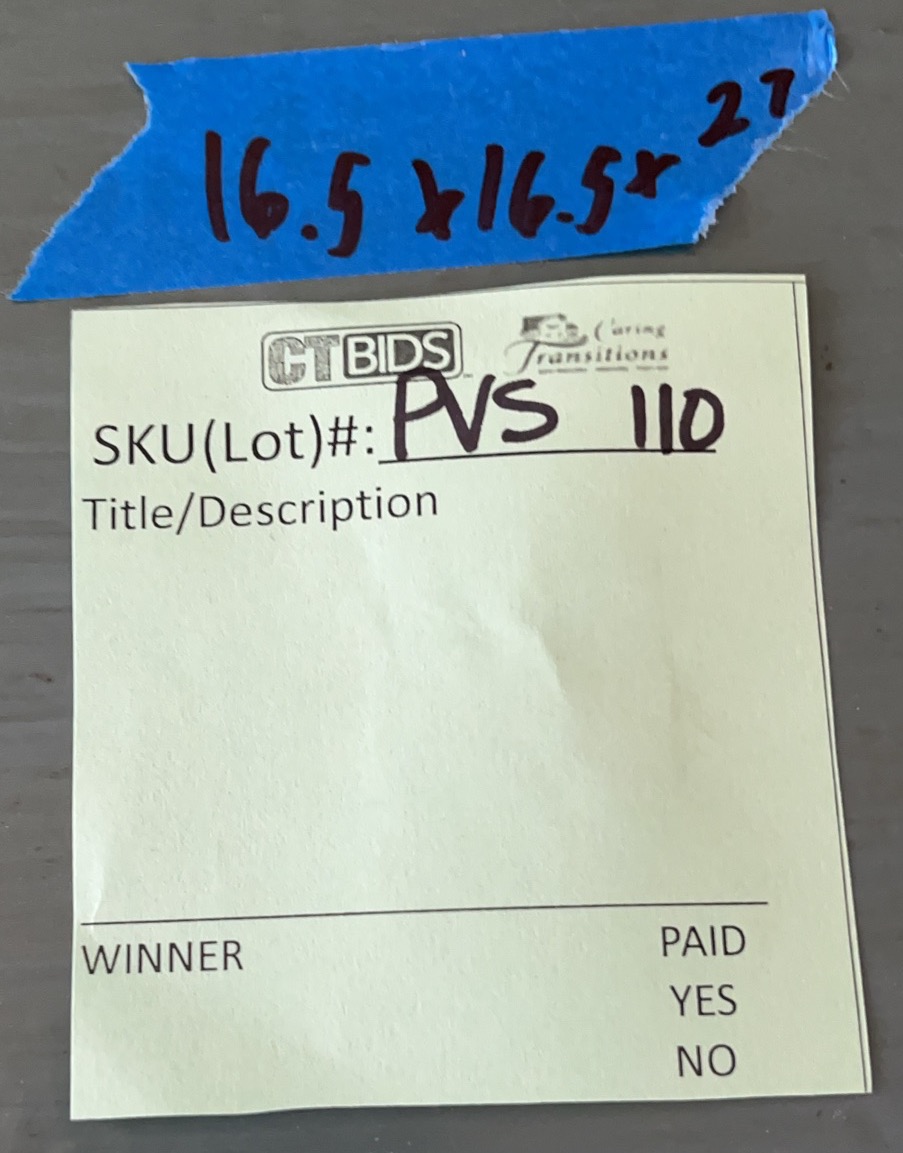 16.5 x 16.5 x 27
CT BIDS Caring Transitions
SKU(Lot)#: PVS 110
Title/Description
WINNER PAID
YES
NO